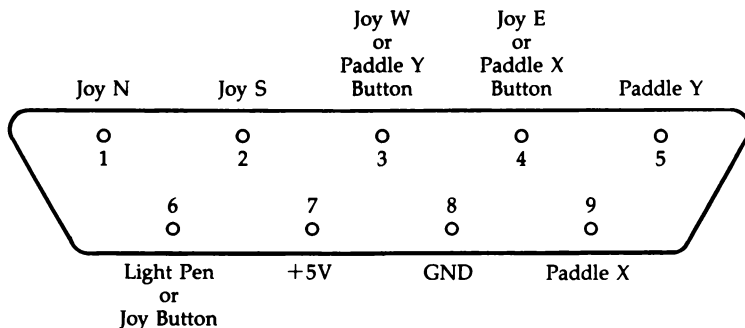 Joy N
Joy S
Joy W
or
Paddle Y
Button
Joy E
or
Paddle X
Button
Paddle Y
1
2
3
4
5
6
7
8
9
Light Pen
or
Joy Button
+5V
GND
Paddle X